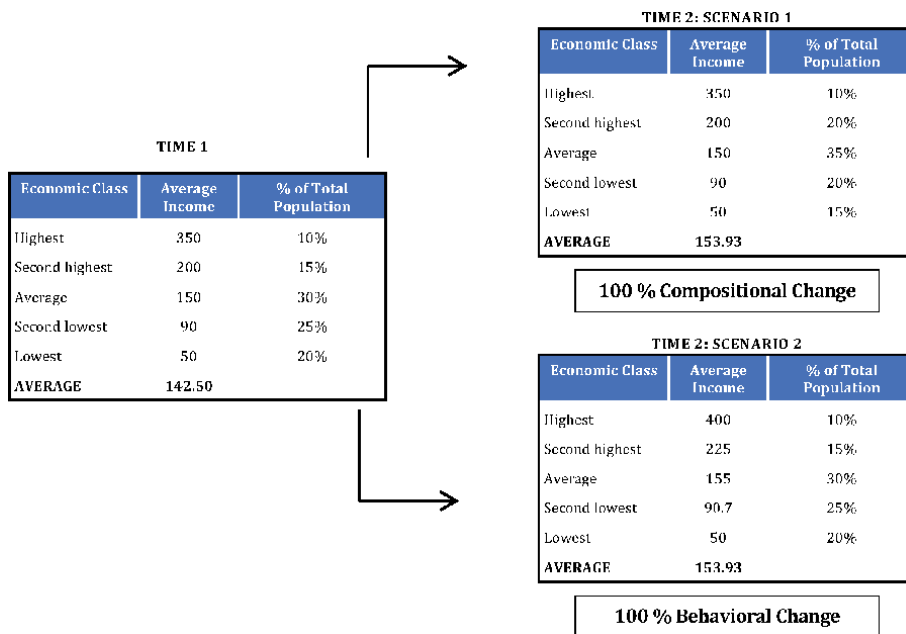 TIME 1
Economic Class Average Income % of Total Population
Highest 350 10%
Second highest 200 15%
Average 150 30%
Second lowest 90 25%
Lowest 50 20%
AVERAGE 142.50
TIME 2: SCENARIO 1
Economic Class Average Income % of Total Population
Highest 350 10%
Second highest 200 20%
Average 150 35%
Second lowest 90 20%
Lowest 50 15%
AVERAGE 153.93
100 % Compositional Change
TIME 2: SCENARIO 2
Economic Class Average Income % of Total Population
Highest 400 10%
Second highest 225 15%
Average 155 30%
Second lowest 90.7 25%
Lowest 50 20%
AVERAGE 153.93
100 % Behavioral Change